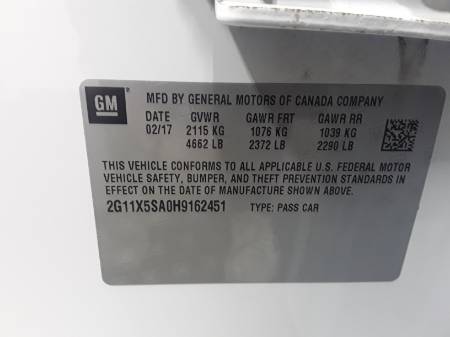 GM MFD BY GENERAL MOTORS OF CANADA COMPANY
DATE GVWR GAWR FRT GAWR RR
02/17 2115 KG 1076 KG 1039 KG
4662 LB 2372 LB 2290 LB
THIS VEHICLE CONFORMS TO ALL APPLICABLE U.S. FEDERAL MOTOR
VEHICLE SAFETY, BUMPER, AND THEFT PREVENTION STANDARDS IN
EFFECT ON THE DATE OF MANUFACTURE SHOWN ABOVE.
2G11X5SA0H9162451 TYPE: PASS CAR